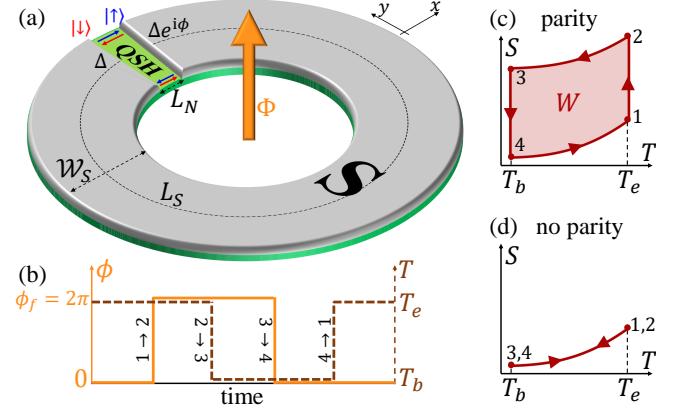 (a)
|↓⟩
|↑⟩
Δe^{iϕ}
Δ
QSH
L_N
Φ
y
x
𝒲_S
L_S
S
(b)
ϕ
T
ϕ_f = 2π
T_e
1 → 2
3 ← 2
4 ← 3
4 → 1
0
time
T_b
(c) parity
S
2
3
W
1
4
T
T_b
T_e
(d) no parity
S
1,2
3,4
T
T_b
T_e